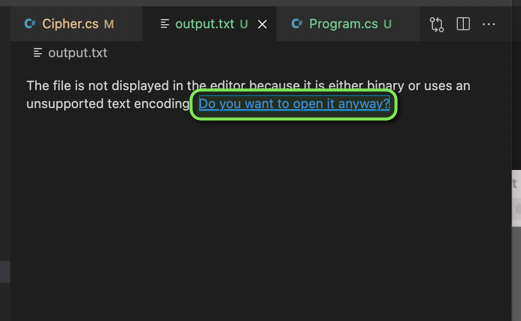 Cipher.cs M
output.txt U
Program.cs U
output.txt
The file is not displayed in the editor because it is either binary or uses an
unsupported text encoding Do you want to open it anyway?